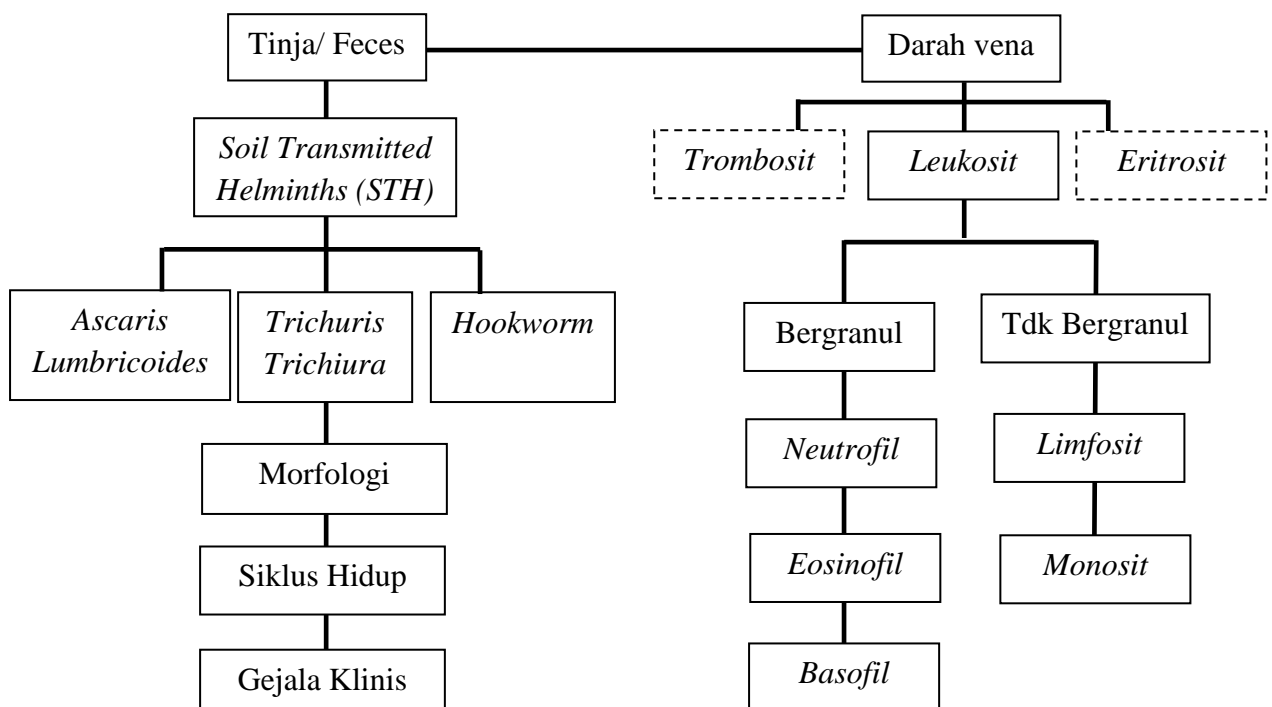 Tinja/ Feces
Darah vena
Soil Transmitted
Helminths (STH)
Trombosit
Leukosit
Eritrosit
Ascaris
Lumbricoides
Trichuris
Trichiura
Hookworm
Bergranul
Tdk Bergranul
Morfologi
Neutrofil
Limfosit
Siklus Hidup
Eosinofil
Monosit
Gejala Klinis
Basofil